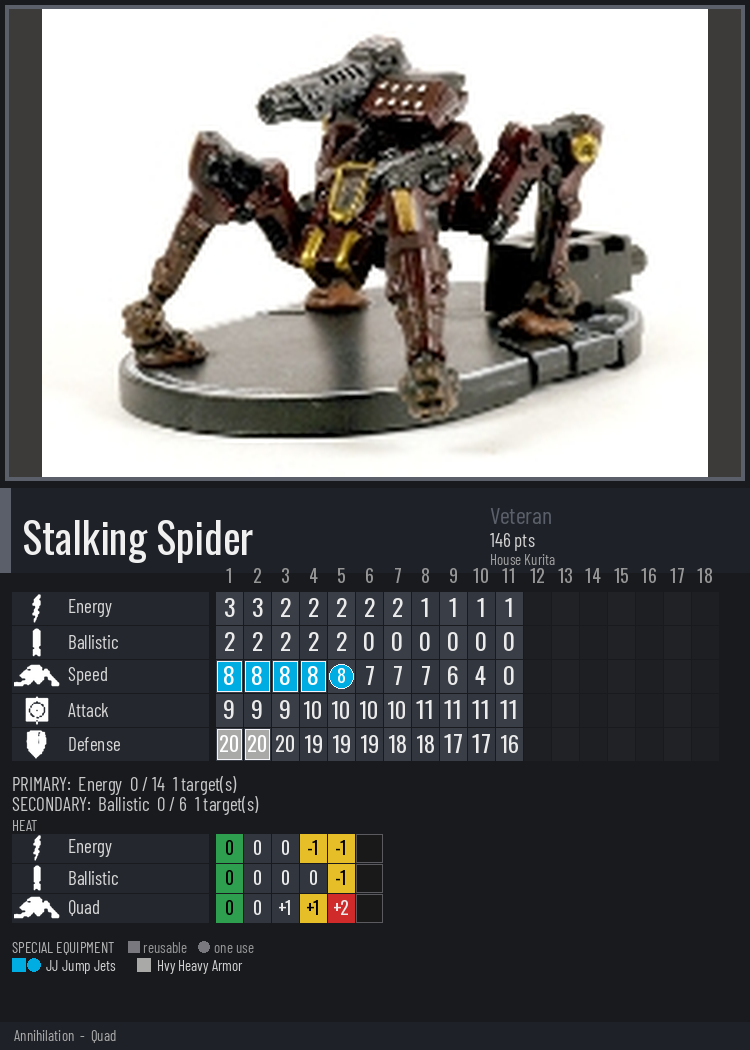 Stalking Spider
Veteran
146 pts
House Kurita
1 2 3 4 5 6 7 8 9 10 11 12 13 14 15 16 17 18
Energy 3 3 2 2 2 2 2 1 1 1 1
Ballistic 2 2 2 2 2 0 0 0 0 0 0
Speed 8 8 8 8 8 7 7 7 6 4 0
Attack 9 9 9 10 10 10 10 11 11 11 11
Defense 20 20 20 19 19 19 18 18 17 17 16
PRIMARY: Energy 0 / 14 1 target(s)
SECONDARY: Ballistic 0 / 6 1 target(s)
HEAT
Energy 0 0 0 -1 -1
Ballistic 0 0 0 0 -1
Quad 0 0 +1 +1 +2
SPECIAL EQUIPMENT reusable one use
JJ Jump Jets Hvy Heavy Armor
Annihilation - Quad